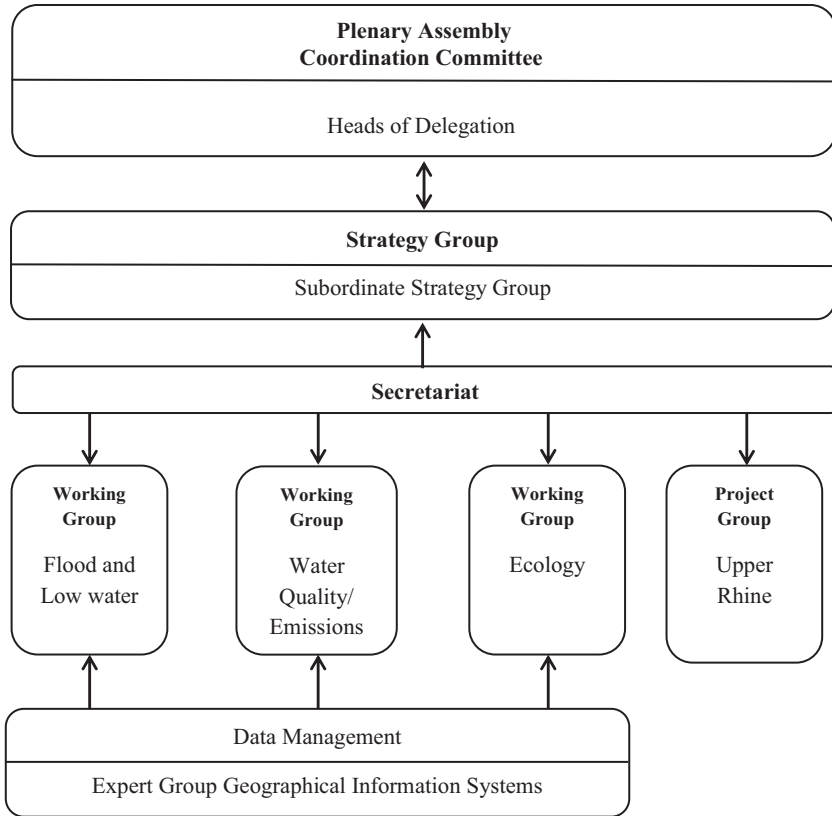 Plenary Assembly
Coordination Committee
Heads of Delegation
Strategy Group
Subordinate Strategy Group
Secretariat
Working
Group
Flood and
Low water
Working
Group
Water
Quality/
Emissions
Working
Group
Ecology
Project
Group
Upper
Rhine
Data Management
Expert Group Geographical Information Systems